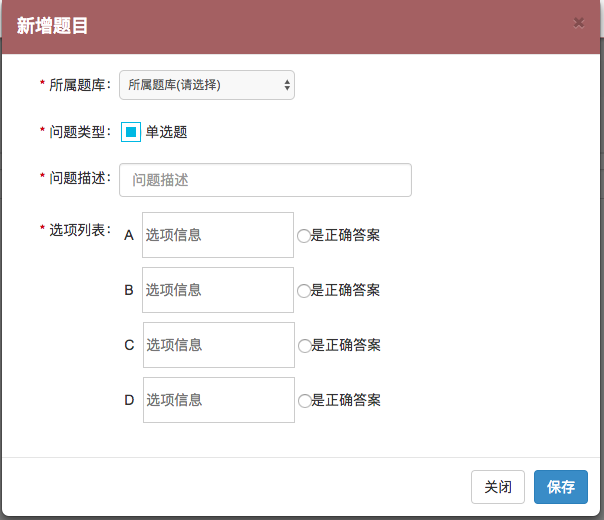 新增题目 ×
* 所属题库： 所属题库(请选择)
* 问题类型： 单选题
* 问题描述： 问题描述
* 选项列表： A 选项信息 是正确答案
B 选项信息 是正确答案
C 选项信息 是正确答案
D 选项信息 是正确答案
关闭 保存